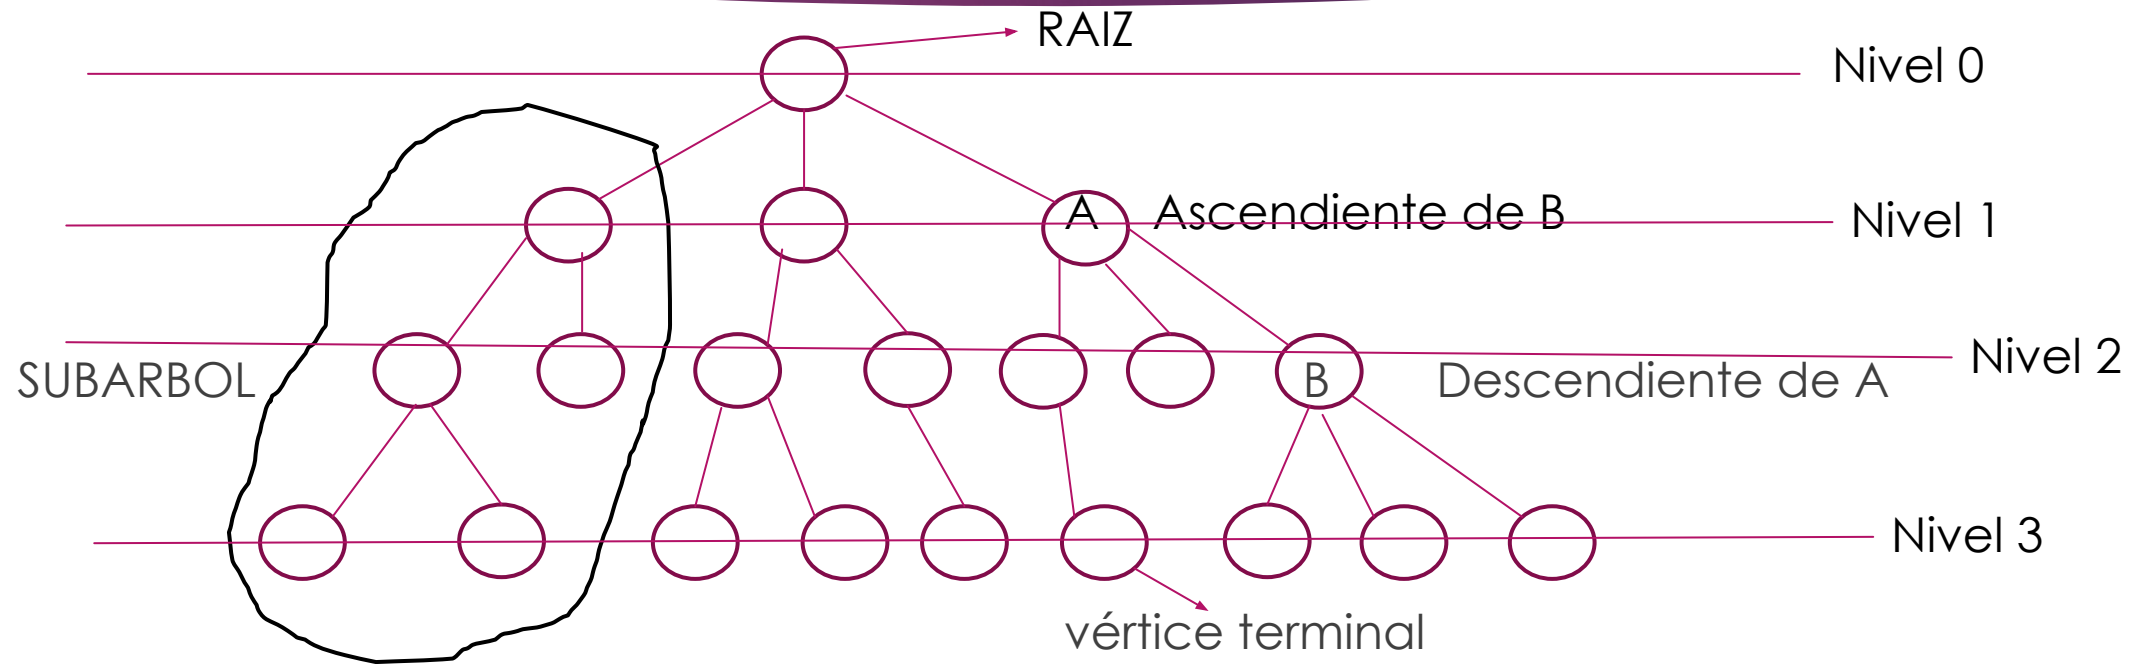 RAIZ
Nivel 0
A
Ascendiente de B
Nivel 1
SUBARBOL
B
Descendiente de A
Nivel 2
Nivel 3
vértice terminal